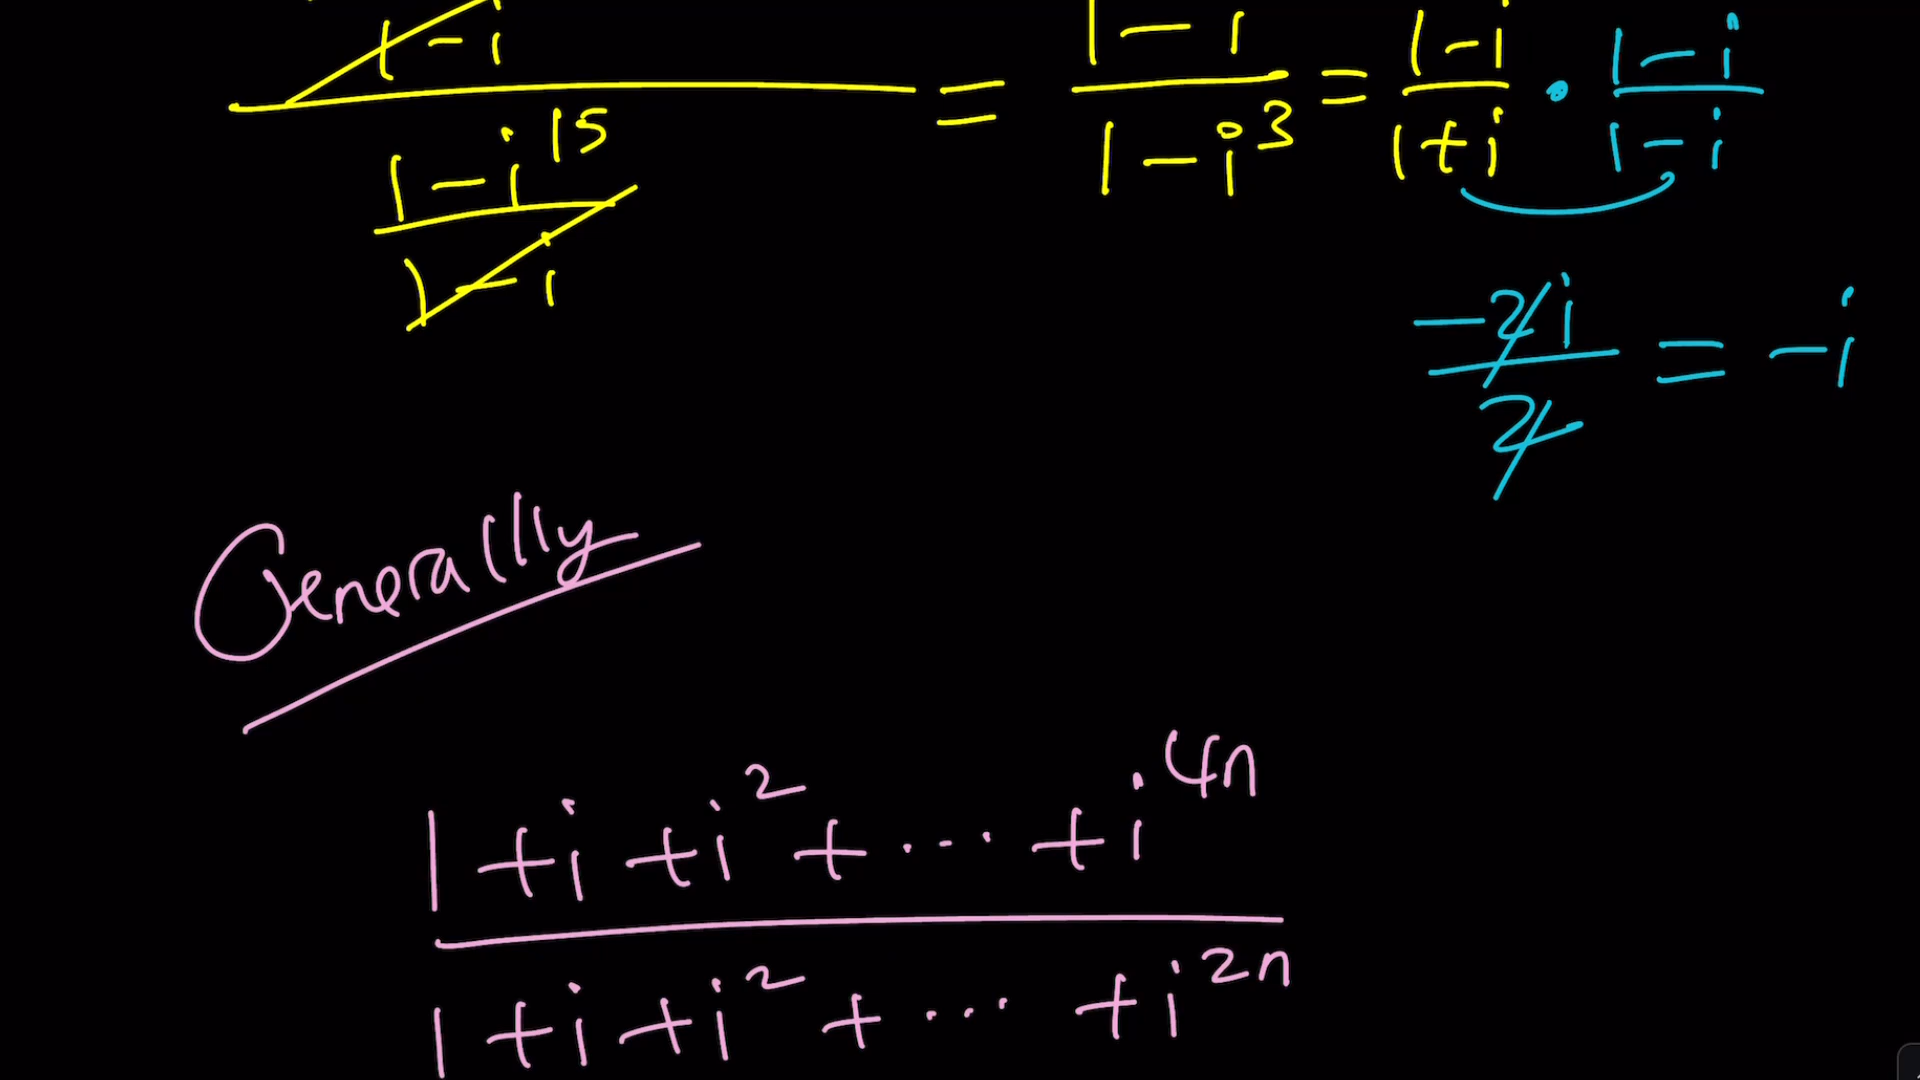 1 - i
1 - i^15
1 - i
= (1 - i)/(1 - i^3) = (1 - i)/(1 + i) · (1 - i)/(1 - i)
-2i/2 = -i
Generally
1 + i + i^2 + ... + i^4n
1 + i + i^2 + ... + i^2n